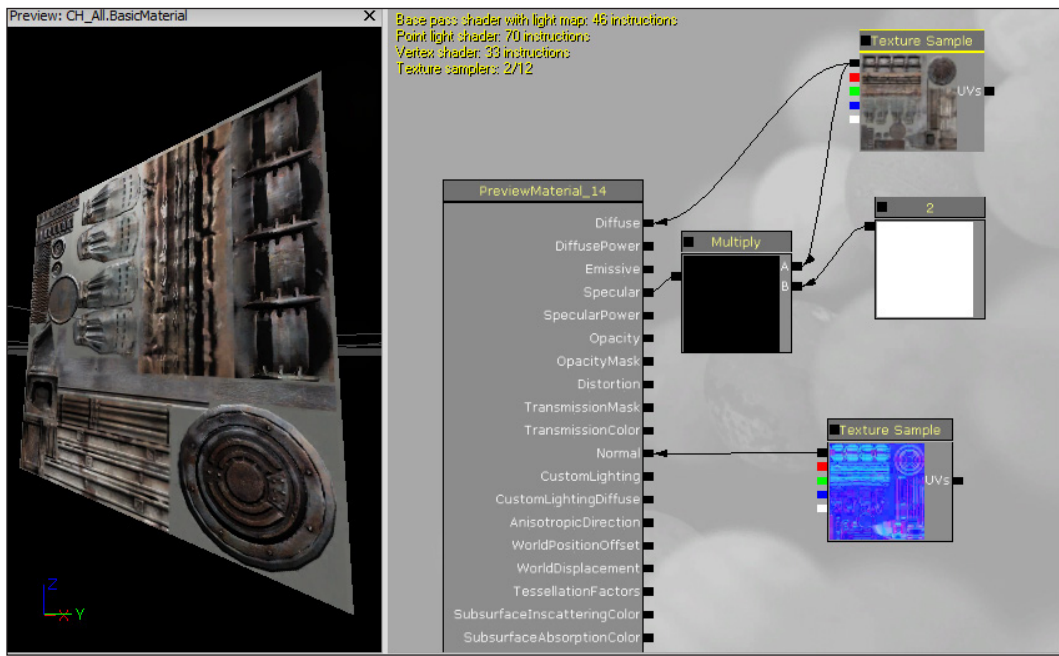 Preview: CH_All.BasicMaterial X
Base pass shader with light map: 46 instructions
Point light shader: 70 instructions
Vertex shader: 33 instructions
Texture samplers: 2/12
Texture Sample
UVs
PreviewMaterial_14
Diffuse
DiffusePower
Emissive
Specular
SpecularPower
Opacity
OpacityMask
Distortion
TransmissionMask
TransmissionColor
Normal
CustomLighting
CustomLightingDiffuse
AnisotropicDirection
WorldPositionOffset
WorldDisplacement
TessellationFactors
SubsurfaceInscatteringColor
SubsurfaceAbsorptionColor
Multiply
A
B
2
Texture Sample
UVs
Z
X Y